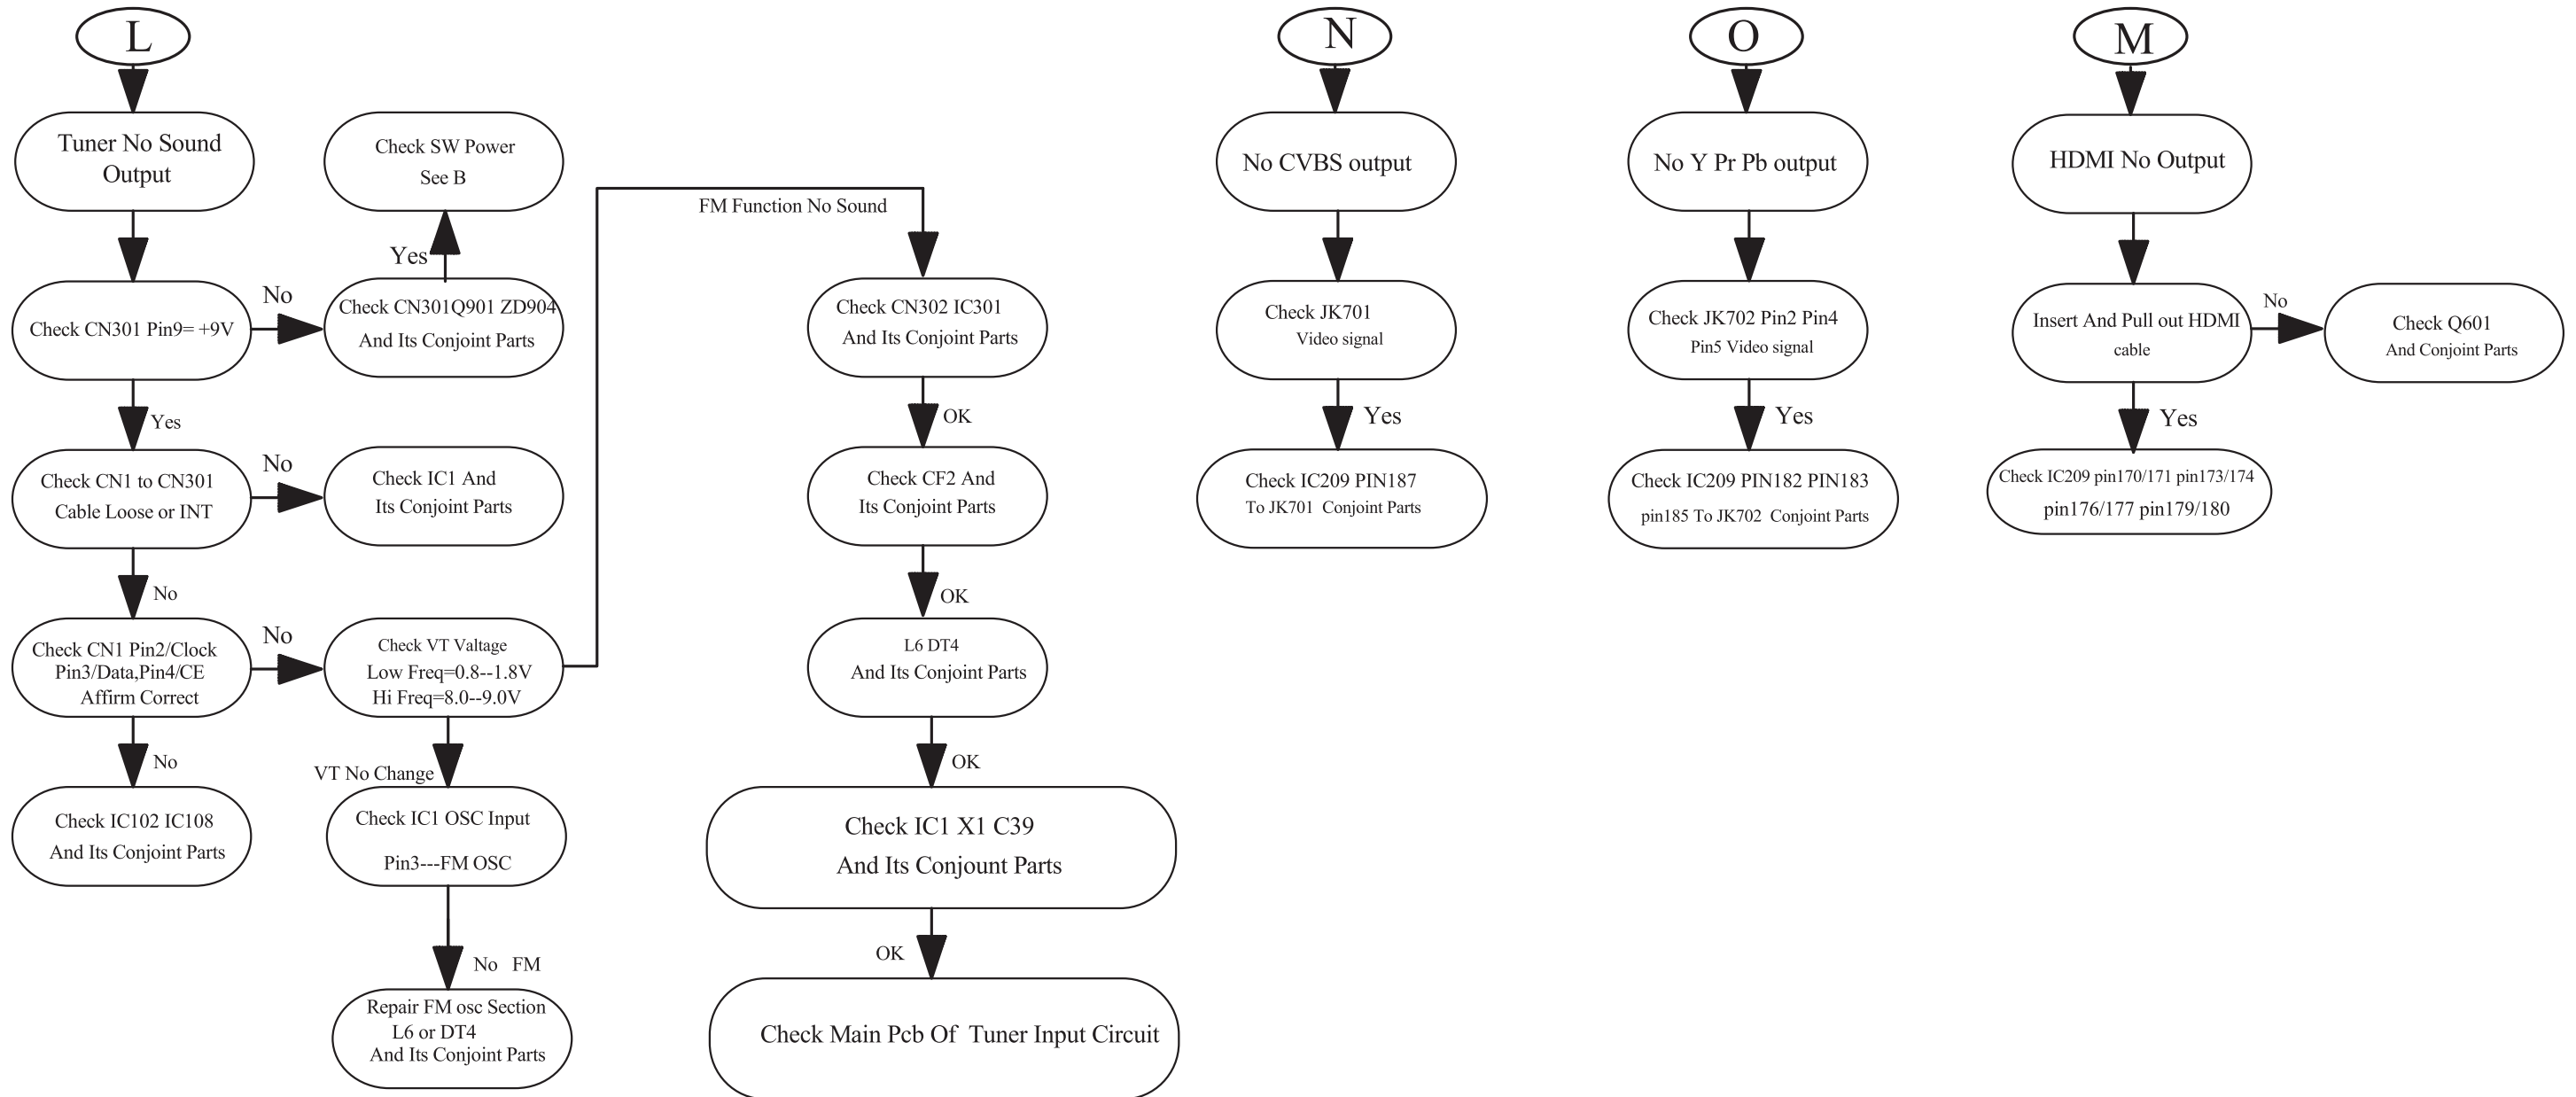 L
Tuner No Sound
Output
Check SW Power
See B
Yes
Check CN301 Pin9= +9V
No
Check CN301Q901 ZD904
And Its Conjoint Parts
Yes
Check CN1 to CN301
Cable Loose or INT
No
Check IC1 And
Its Conjoint Parts
No
Check CN1 Pin2/Clock
Pin3/Data,Pin4/CE
Affirm Correct
No
Check VT Valtage
Low Freq=0.8--1.8V
Hi Freq=8.0--9.0V
No
Check IC102 IC108
And Its Conjoint Parts
VT No Change
Check IC1 OSC Input
Pin3---FM OSC
No FM
Repair FM osc Section
L6 or DT4
And Its Conjoint Parts
FM Function No Sound
Check CN302 IC301
And Its Conjoint Parts
OK
Check CF2 And
Its Conjoint Parts
OK
L6 DT4
And Its Conjoint Parts
OK
Check IC1 X1 C39
And Its Conjount Parts
OK
Check Main Pcb Of Tuner Input Circuit
N
No CVBS output
Check JK701
Video signal
Yes
Check IC209 PIN187
To JK701 Conjoint Parts
O
No Y Pr Pb output
Check JK702 Pin2 Pin4
Pin5 Video signal
Yes
Check IC209 PIN182 PIN183
pin185 To JK702 Conjoint Parts
M
HDMI No Output
Insert And Pull out HDMI
cable
No
Check Q601
And Conjoint Parts
Yes
Check IC209 pin170/171 pin173/174
pin176/177 pin179/180